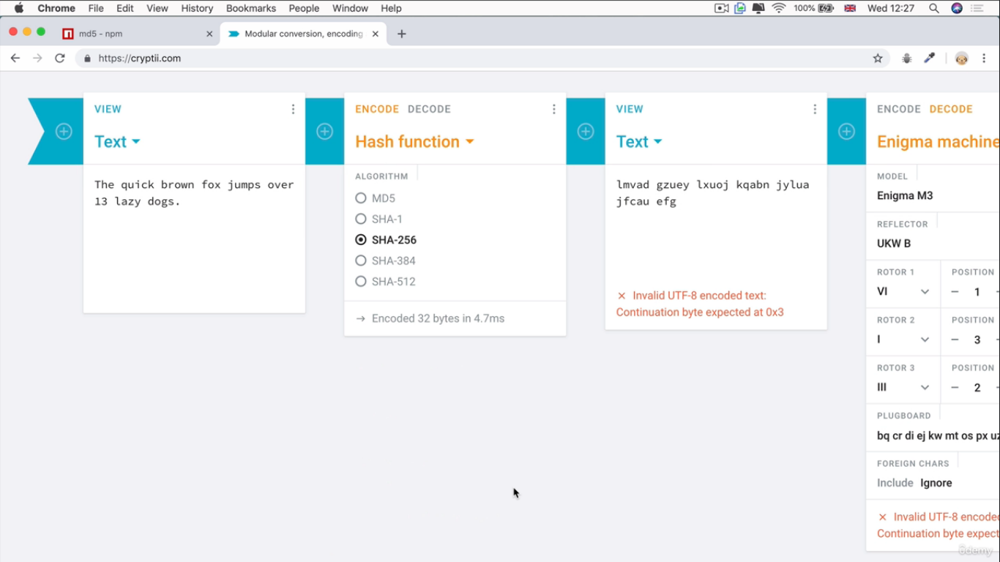 Chrome File Edit View History Bookmarks People Window Help 100% Wed 12:27
md5 - npm Modular conversion, encoding
https://cryptii.com
VIEW
Text
The quick brown fox jumps over
13 lazy dogs.
ENCODE DECODE
Hash function
ALGORITHM
MD5
SHA-1
SHA-256
SHA-384
SHA-512
→ Encoded 32 bytes in 4.7ms
VIEW
Text
lmvad gzuey lxuoj kqabn jylua
jfcau efg
× Invalid UTF-8 encoded text:
Continuation byte expected at 0x3
ENCODE DECODE
Enigma machine
MODEL
Enigma M3
REFLECTOR
UKW B
ROTOR 1 POSITION
VI − 1
ROTOR 2 POSITION
I − 3
ROTOR 3 POSITION
III − 2
PLUGBOARD
bq cr di ej kw mt os px uz
FOREIGN CHARS
Include Ignore
× Invalid UTF-8 encoded
Continuation byte expect
ûdemy